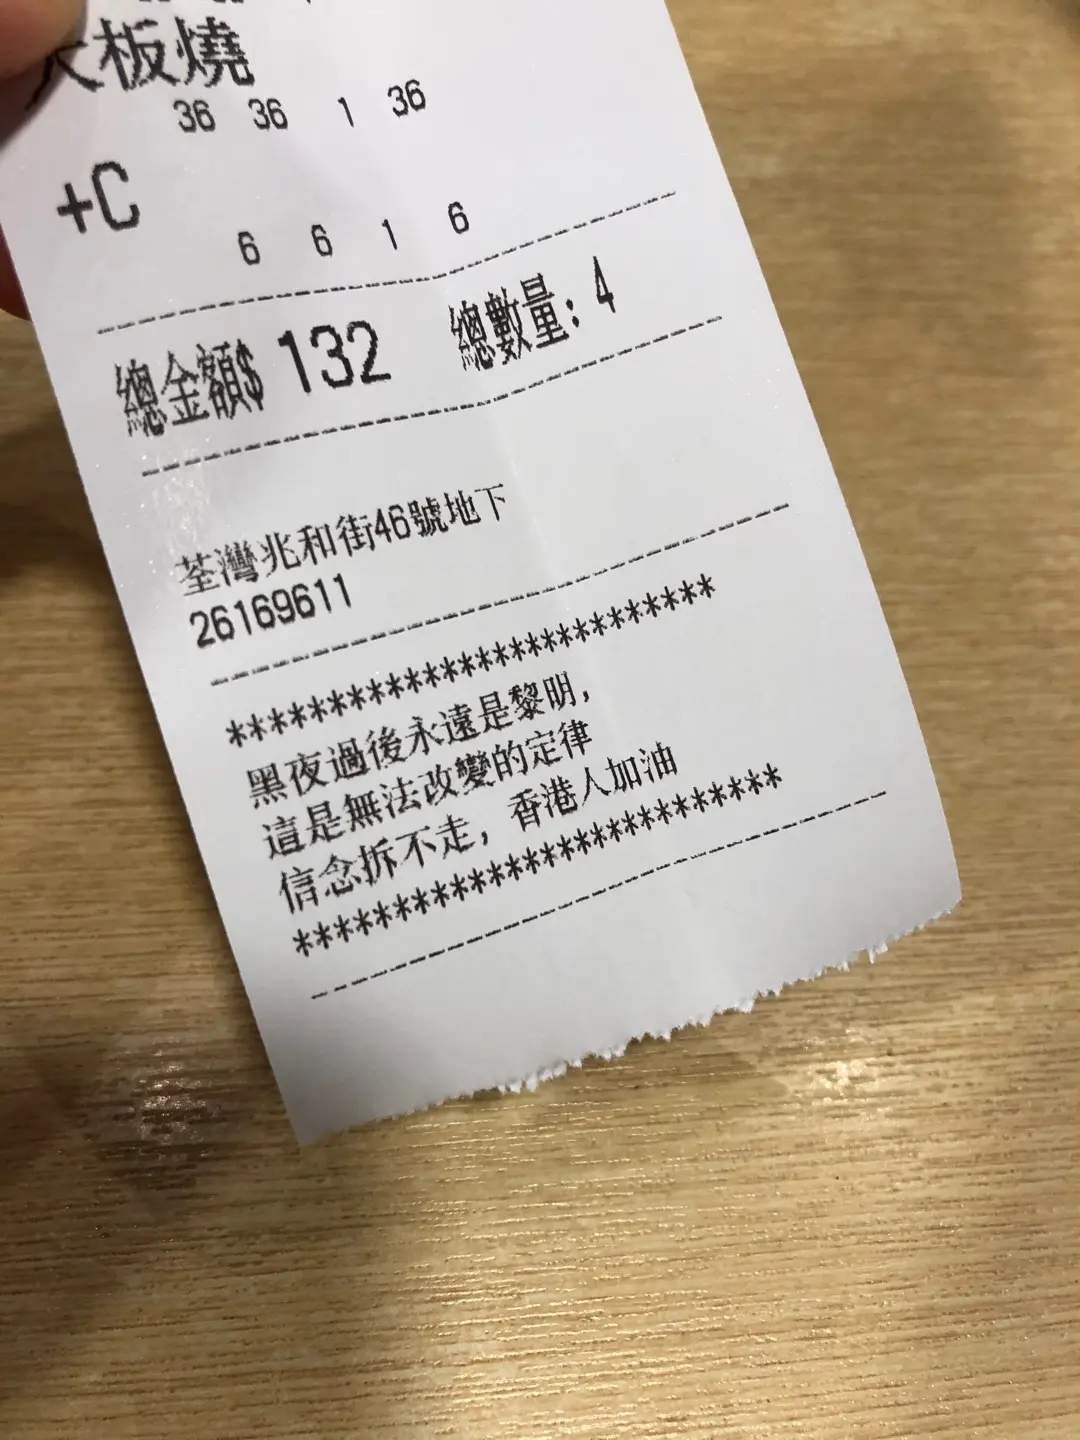 大板燒
36 36 1 36
+C
6 6 1 6
總金額$ 132 總數量: 4
荃灣兆和街46號地下
26169611
************************
黑夜過後永遠是黎明,
這是無法改變的定律
信念拆不走, 香港人加油
************************